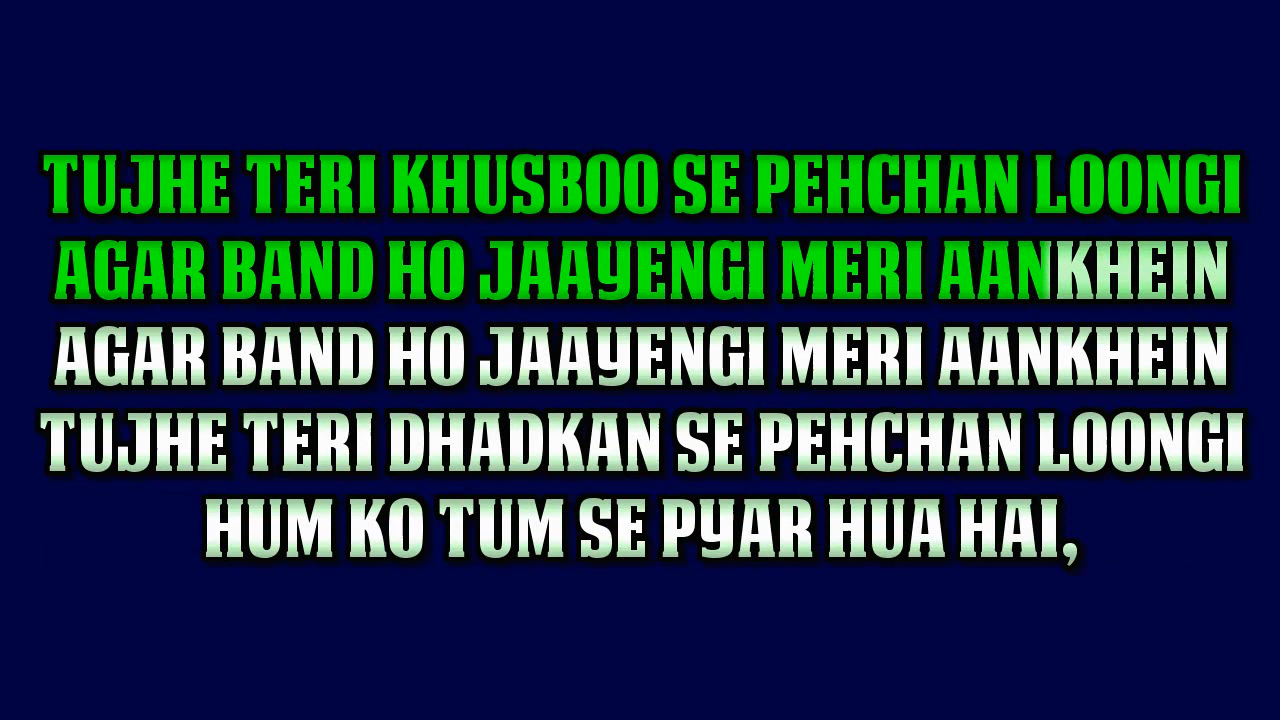 TUJHE TERI KHUSBOO SE PEHCHAN LOONGI
AGAR BAND HO JAAYENGI MERI AANKHEIN
AGAR BAND HO JAAYENGI MERI AANKHEIN
TUJHE TERI DHADKAN SE PEHCHAN LOONGI
HUM KO TUM SE PYAR HUA HAI,